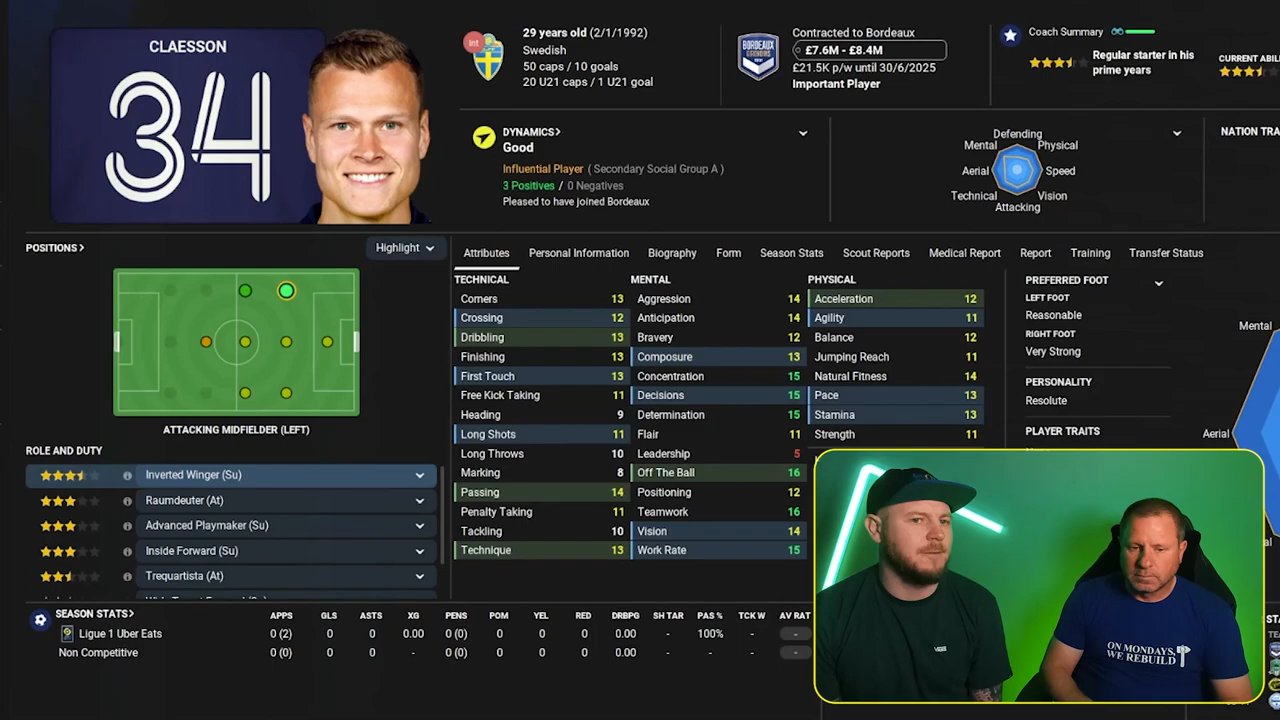 CLAESSON
34
Int
29 years old (2/1/1992)
Swedish
50 caps / 10 goals
20 U21 caps / 1 U21 goal
BORDEAUX
GIRONDINS
Contracted to Bordeaux
£7.6M - £8.4M
£21.5K p/w until 30/6/2025
Important Player
Coach Summary
Regular starter in his
prime years
CURRENT ABIL
DYNAMICS>
Good
Influential Player ( Secondary Social Group A )
3 Positives / 0 Negatives
Pleased to have joined Bordeaux
Defending
Mental
Physical
Aerial
Speed
Technical
Vision
Attacking
NATION TRA
POSITIONS>
Highlight
ATTACKING MIDFIELDER (LEFT)
ROLE AND DUTY
Inverted Winger (Su)
Raumdeuter (At)
Advanced Playmaker (Su)
Inside Forward (Su)
Trequartista (At)
Attributes Personal Information Biography Form Season Stats Scout Reports Medical Report Report Training Transfer Status
TECHNICAL
Corners 13
Crossing 12
Dribbling 13
Finishing 13
First Touch 13
Free Kick Taking 11
Heading 9
Long Shots 11
Long Throws 10
Marking 8
Passing 14
Penalty Taking 11
Tackling 10
Technique 13
MENTAL
Aggression 14
Anticipation 14
Bravery 12
Composure 13
Concentration 15
Decisions 15
Determination 15
Flair 11
Leadership 5
Off The Ball 16
Positioning 12
Teamwork 16
Vision 14
Work Rate 15
PHYSICAL
Acceleration 12
Agility 11
Balance 12
Jumping Reach 11
Natural Fitness 14
Pace 13
Stamina 13
Strength 11
PREFERRED FOOT
LEFT FOOT
Reasonable
RIGHT FOOT
Very Strong
PERSONALITY
Resolute
PLAYER TRAITS
Mental
Aerial
SEASON STATS> APPS GLS ASTS XG PENS POM YEL RED DRBPG SH TAR PAS % TCK W AV RAT
Ligue 1 Uber Eats 0 (2) 0 0 0.00 0 (0) 0 0 0 0.00 - 100% - -
Non Competitive 0 (0) 0 0 - 0 (0) 0 0 0 0.00 - - - -
VANS
ON MONDAYS,
WE REBUILD